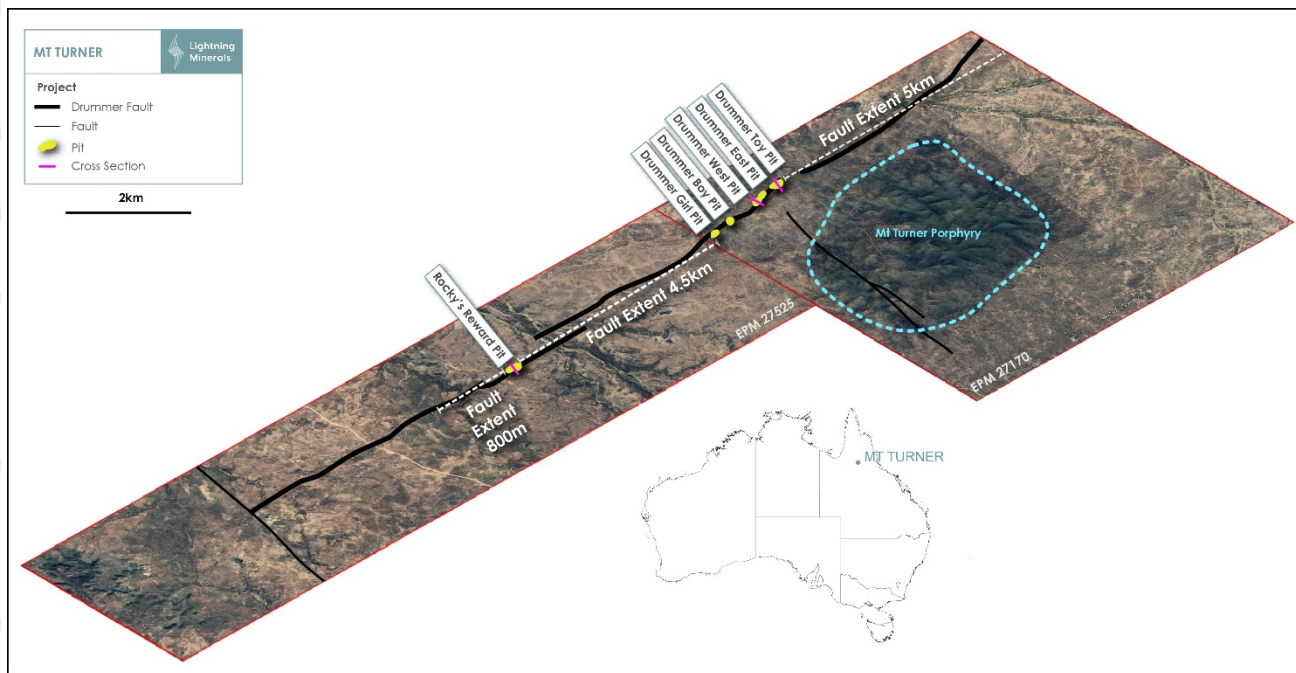 MT TURNER
Lightning
Minerals
Project
Drummer Fault
Fault
Pit
Cross Section
2km
Drummer Girl Pit
Drummer Boy Pit
Drummer West Pit
Drummer East Pit
Drummer Toy Pit
Fault Extent 5km
Mt Turner Porphyry
Rocky's Reward Pit
Fault Extent 4.5km
EPM 27525
EPM 27170
Fault
Extent
800m
MT TURNER